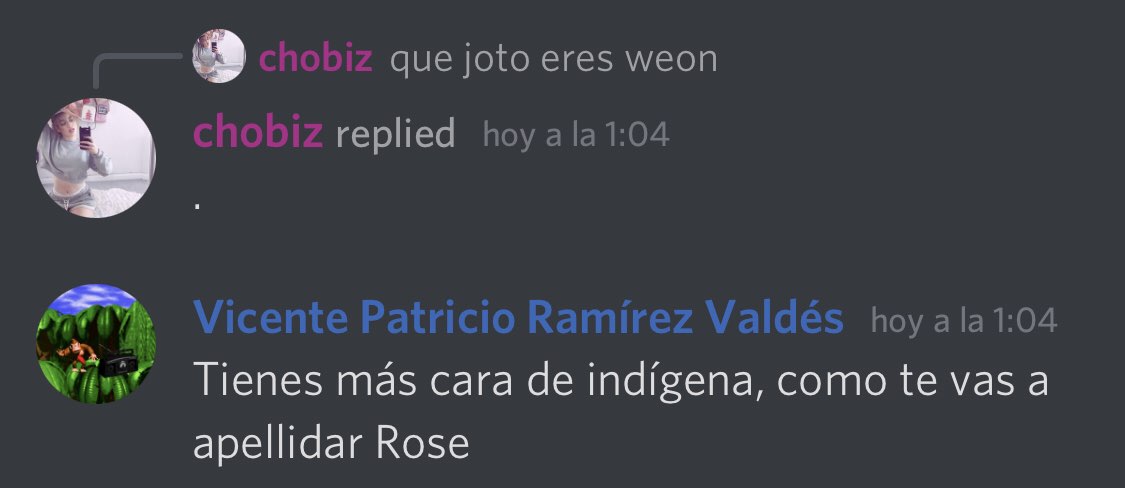 chobiz que joto eres weon
chobiz replied hoy a la 1:04
.
Vicente Patricio Ramírez Valdés hoy a la 1:04
Tienes más cara de indígena, como te vas a
apellidar Rose